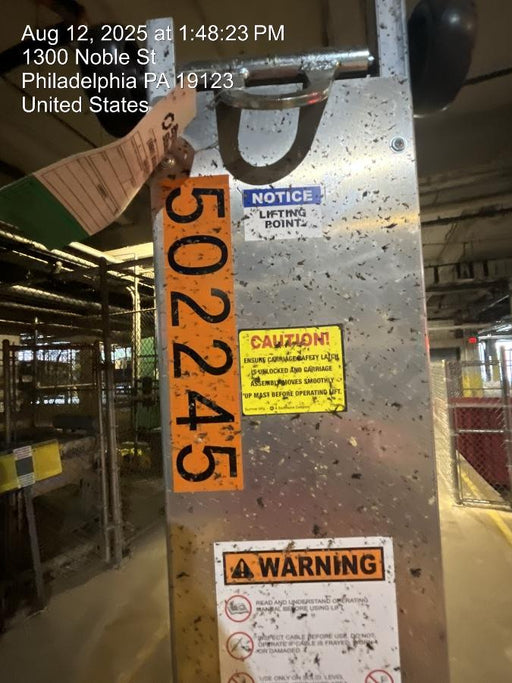 Aug 12, 2025 at 1:48:23 PM
1300 Noble St
Philadelphia PA 19123
United States
NOTICE
LIFTING
POINTS
502245
CAUTION!
ENSURE CARRIAGE SAFETY LATCH
IS UNLOCKED AND CARRIAGE
ASSEMBLY MOVES SMOOTHLY
UP MAST BEFORE OPERATING LIFT.
WARNING
READ AND UNDERSTAND OPERATING
MANUAL BEFORE USING LIFT.
INSPECT CABLE BEFORE USE. DO NOT
OPERATE IF CABLE IS FRAYED
OR DAMAGED
USE ONLY ON SOLID, LEVEL